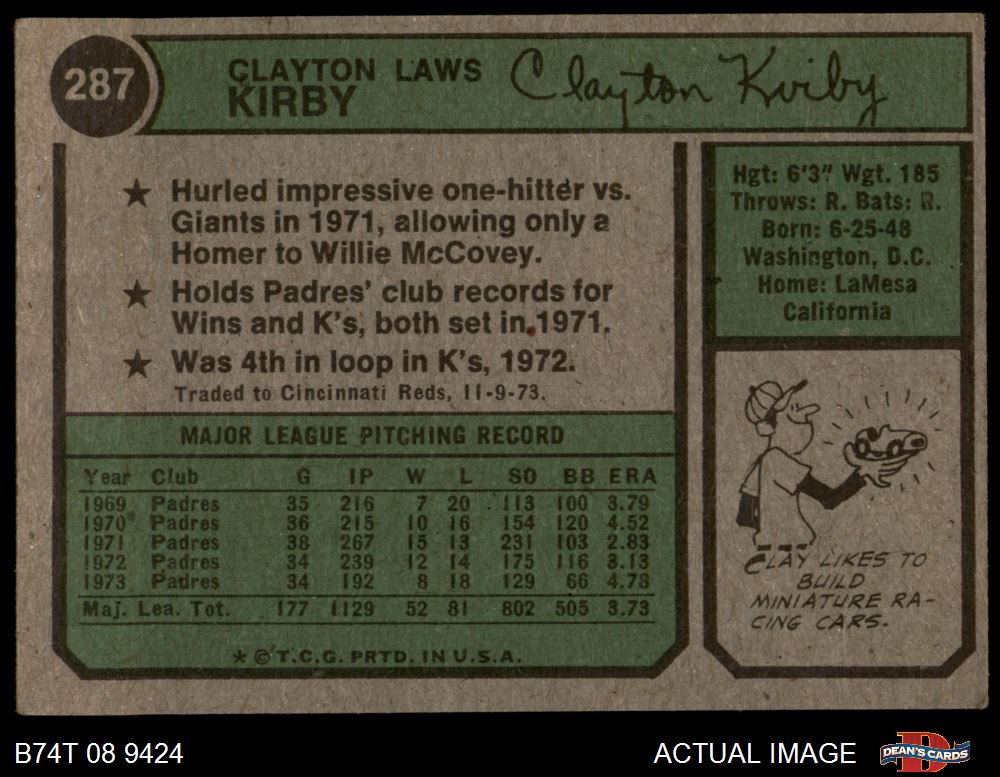 287
CLAYTON LAWS
KIRBY
Clayton Kirby
★ Hurled impressive one-hitter vs.
Giants in 1971, allowing only a
Homer to Willie McCovey.
★ Holds Padres' club records for
Wins and K's, both set in 1971.
★ Was 4th in loop in K's, 1972.
Traded to Cincinnati Reds, 11-9-73.
Hgt: 6'3" Wgt. 185
Throws: R. Bats: R.
Born: 6-25-48
Washington, D.C.
Home: LaMesa
California
MAJOR LEAGUE PITCHING RECORD
Year Club G IP W L SO BB ERA
1969 Padres 35 216 7 20 113 100 3.79
1970 Padres 36 215 10 16 154 120 4.52
1971 Padres 38 267 15 13 231 103 2.83
1972 Padres 34 239 12 14 175 116 3.13
1973 Padres 34 192 8 18 129 66 4.78
Maj. Lea. Tot. 177 1129 52 81 802 505 3.73
★ © T.C.G. PRTD. IN U.S.A.
CLAY LIKES TO
BUILD
MINIATURE RA-
CING CARS.
B74T 08 9424
ACTUAL IMAGE
DEAN'S CARDS